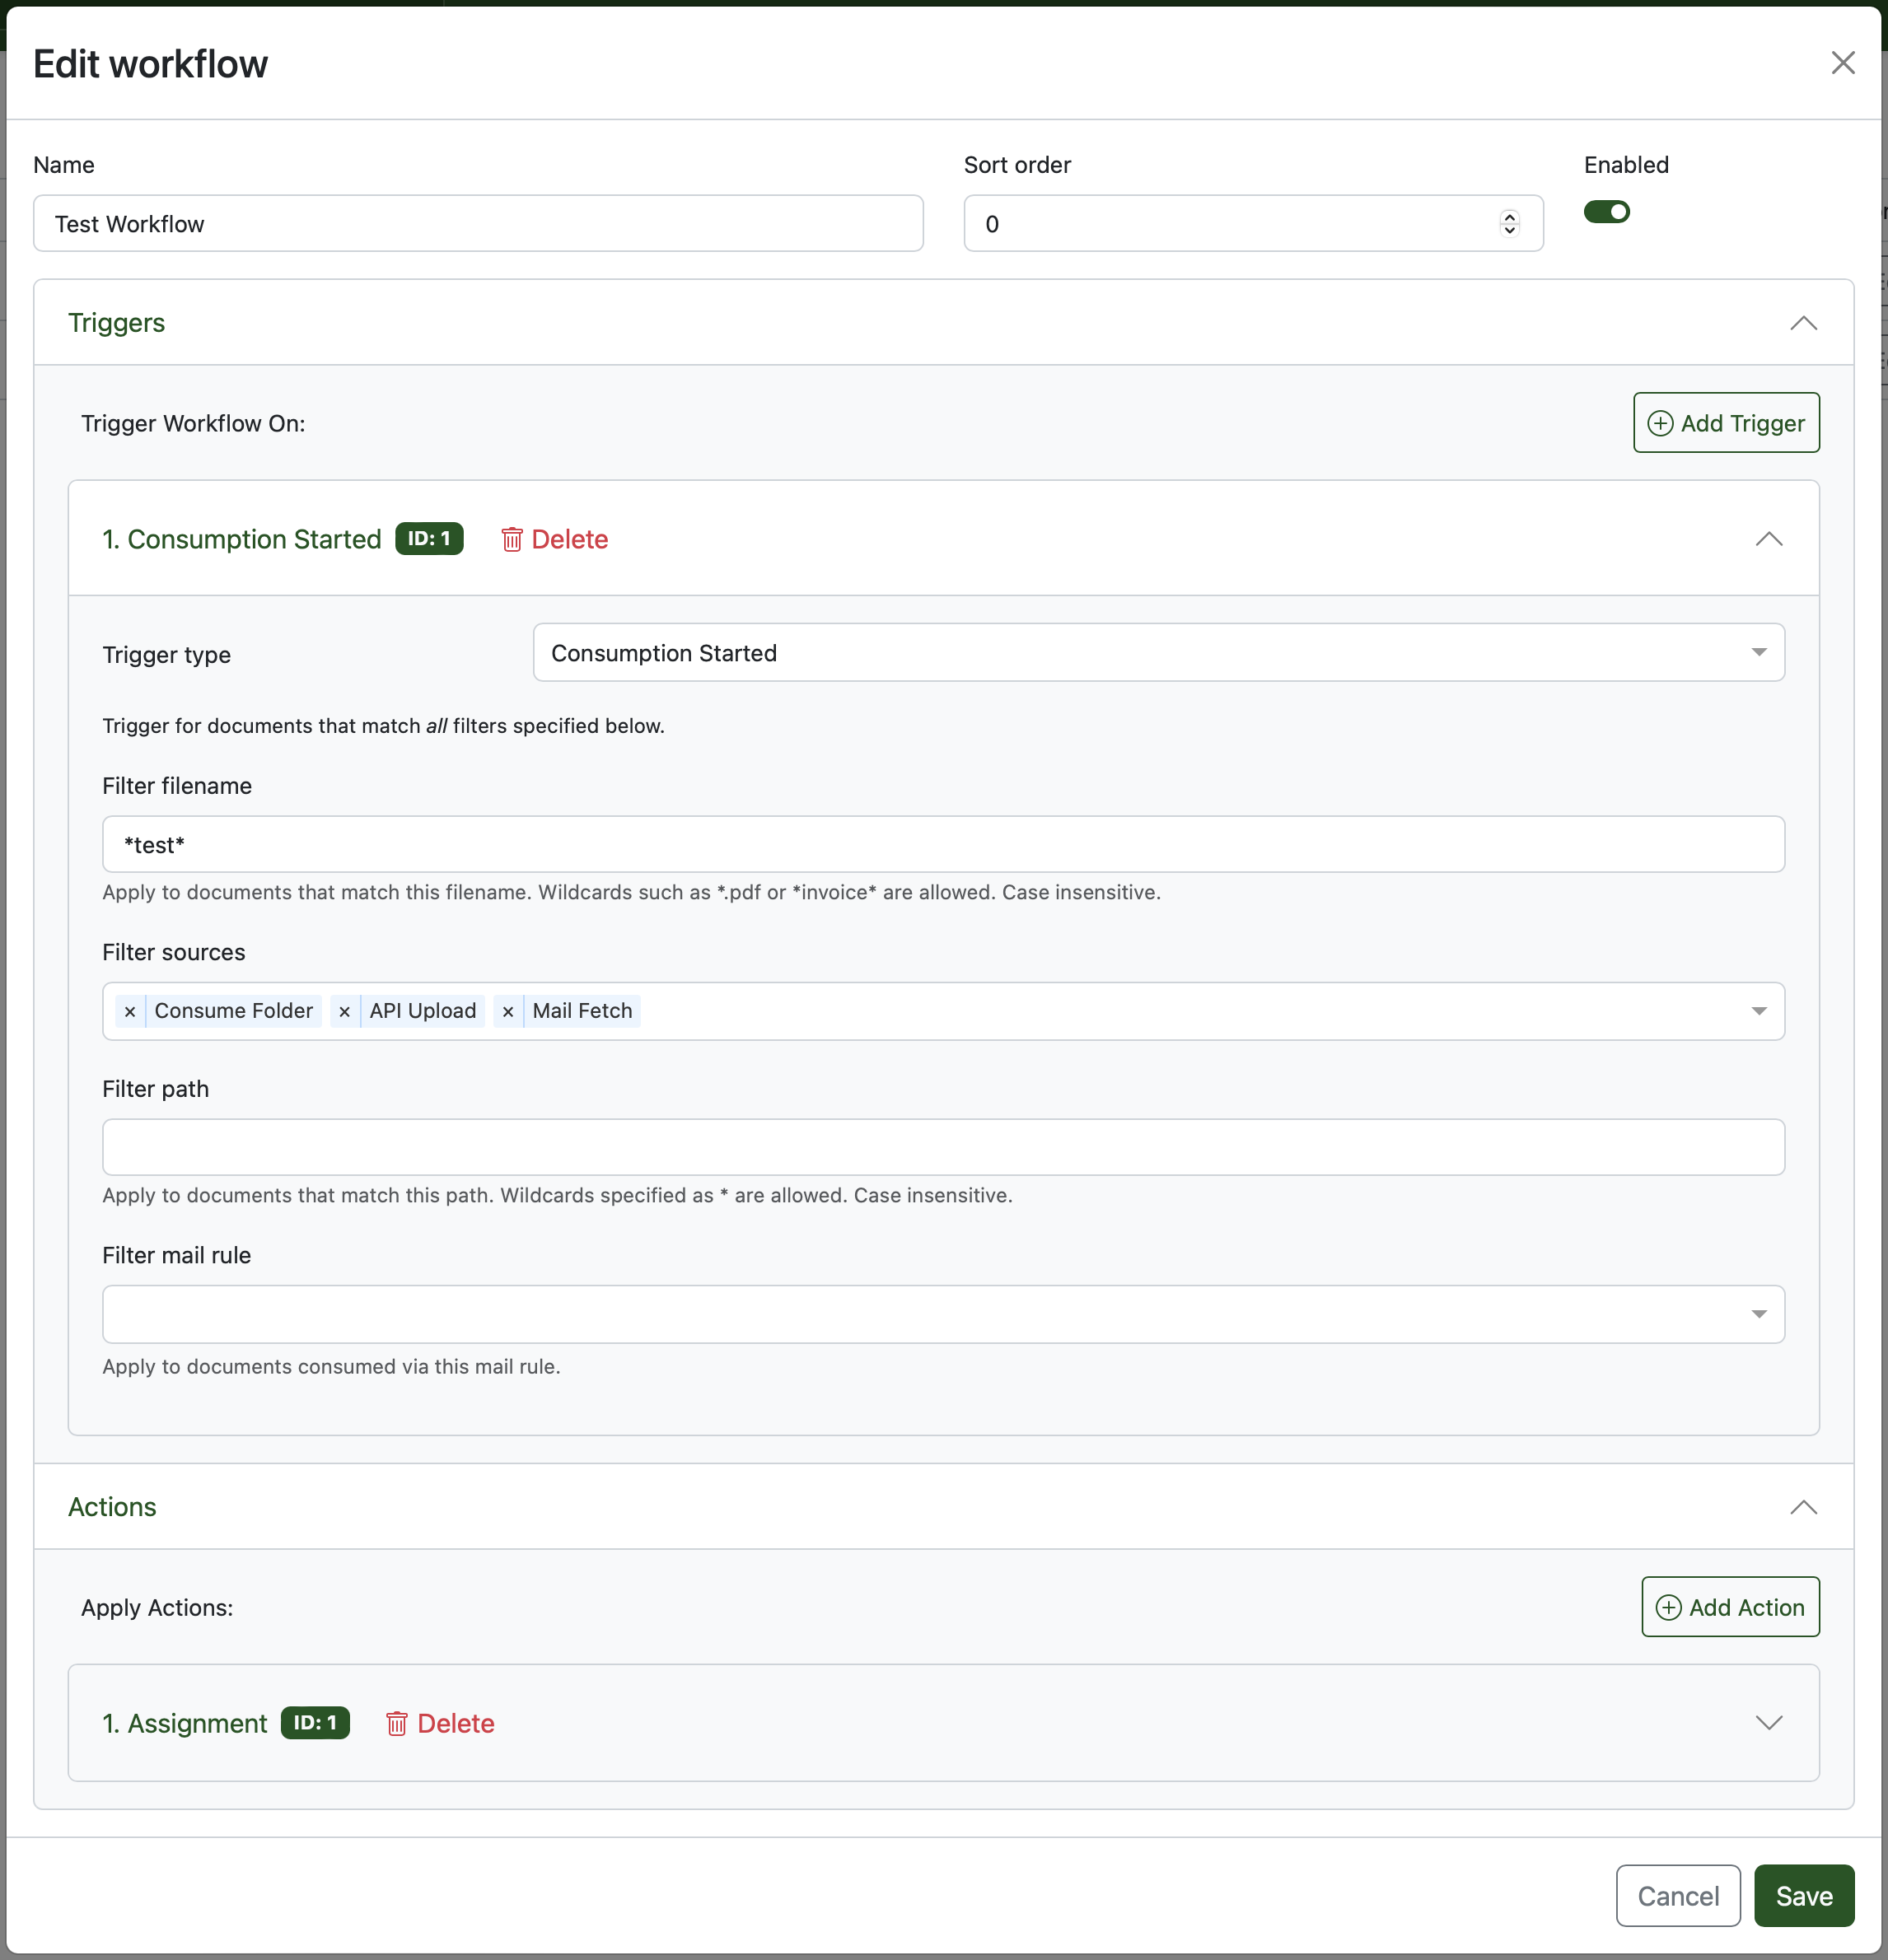 Edit workflow
Name
Sort order
Enabled
Test Workflow
0
Triggers
Trigger Workflow On:
Add Trigger
1. Consumption Started ID: 1 Delete
Trigger type
Consumption Started
Trigger for documents that match all filters specified below.
Filter filename
*test*
Apply to documents that match this filename. Wildcards such as *.pdf or *invoice* are allowed. Case insensitive.
Filter sources
× Consume Folder × API Upload × Mail Fetch
Filter path
Apply to documents that match this path. Wildcards specified as * are allowed. Case insensitive.
Filter mail rule
Apply to documents consumed via this mail rule.
Actions
Apply Actions:
Add Action
1. Assignment ID: 1 Delete
Cancel
Save